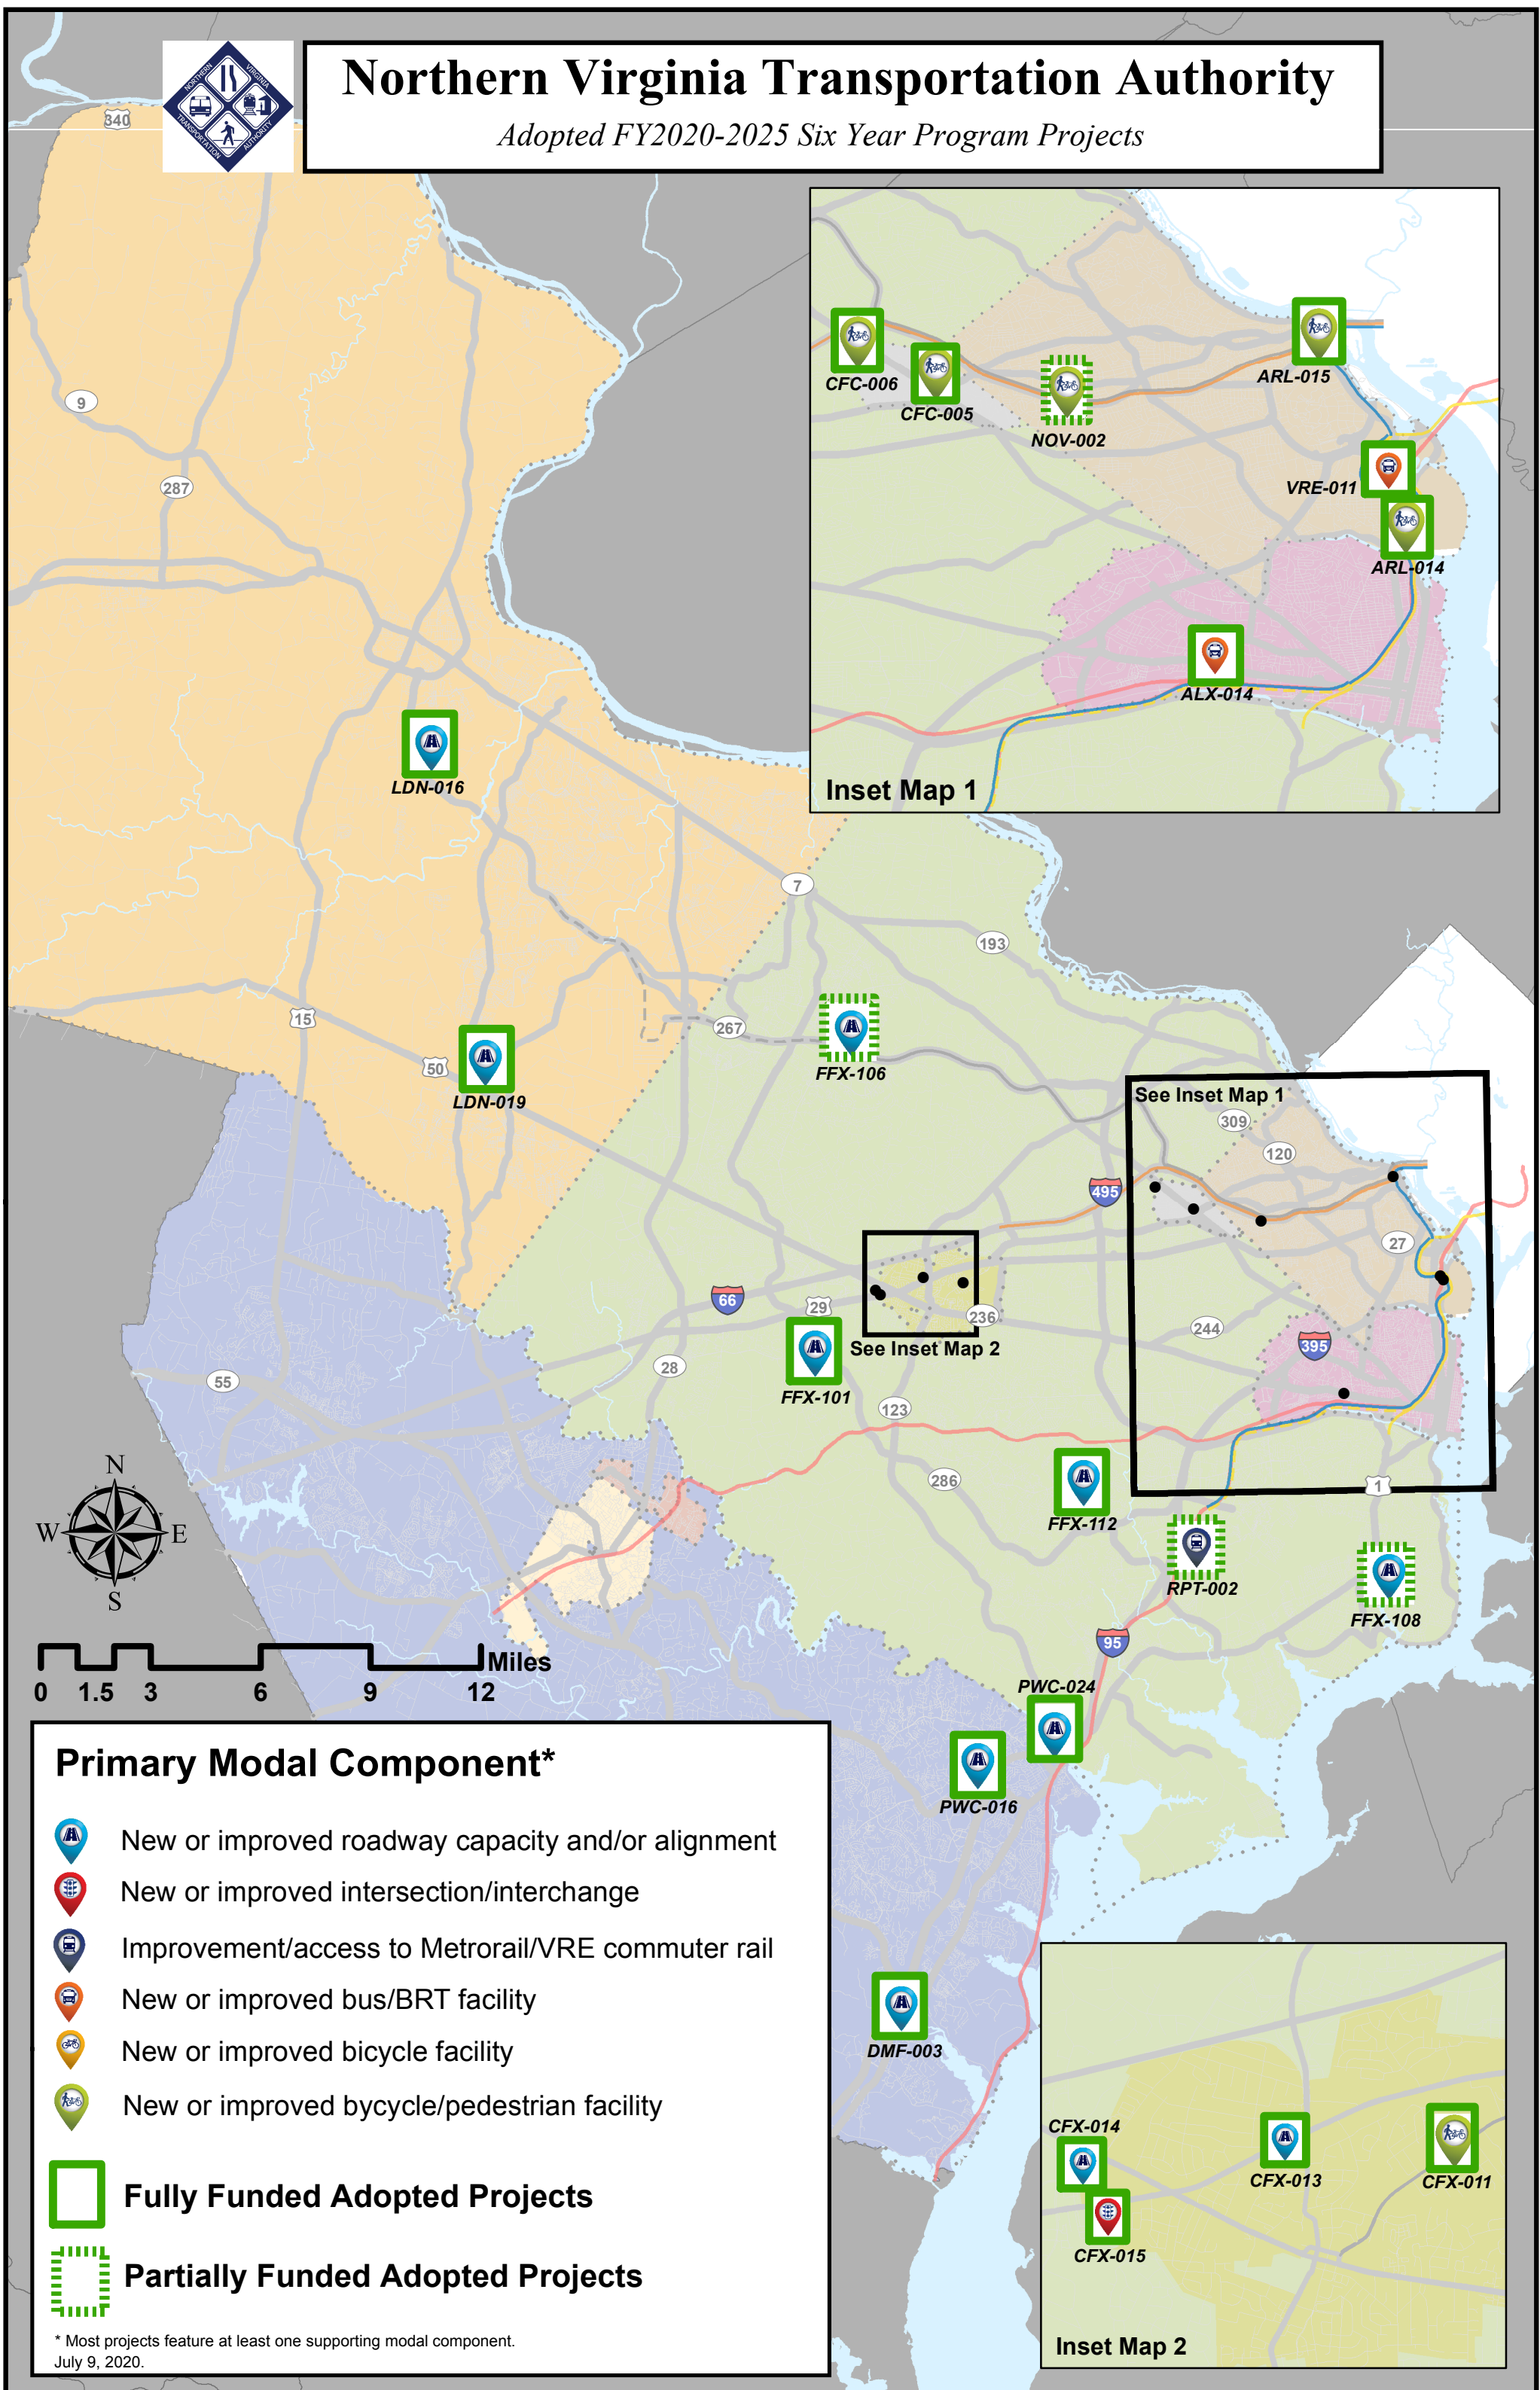 NORTHERN VIRGINIA
TRANSPORTATION AUTHORITY
Northern Virginia Transportation Authority
Adopted FY2020-2025 Six Year Program Projects
340
9
287
CFC-006
CFC-005
NOV-002
ARL-015
VRE-011
ARL-014
ALX-014
Inset Map 1
LDN-016
7
193
15
267
50
LDN-019
FFX-106
See Inset Map 1
309
120
495
27
66
29
236
244
395
See Inset Map 2
28
FFX-101
55
123
286
1
FFX-112
RPT-002
FFX-108
95
N
W E
S
Miles
0 1.5 3 6 9 12
PWC-024
PWC-016
DMF-003
Primary Modal Component*
New or improved roadway capacity and/or alignment
New or improved intersection/interchange
Improvement/access to Metrorail/VRE commuter rail
New or improved bus/BRT facility
New or improved bicycle facility
New or improved bycycle/pedestrian facility
Fully Funded Adopted Projects
Partially Funded Adopted Projects
* Most projects feature at least one supporting modal component.
July 9, 2020.
CFX-014
CFX-013
CFX-011
CFX-015
Inset Map 2